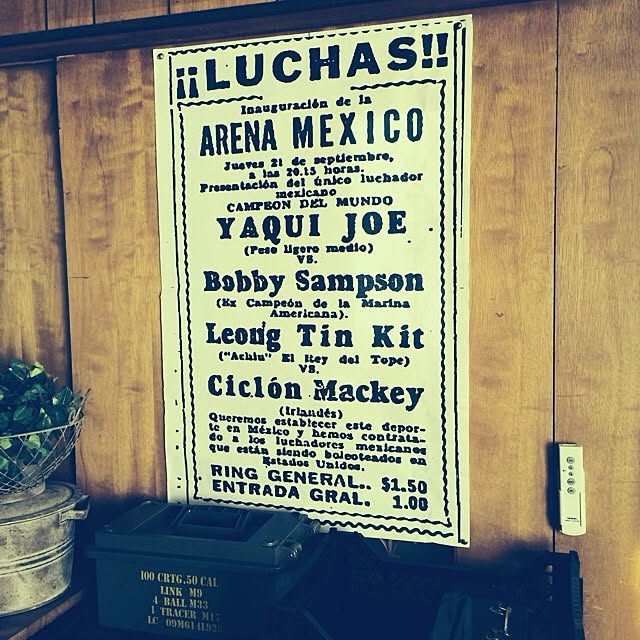 ¡¡LUCHAS!!
Inauguración de la
ARENA MEXICO
Jueves 21 de septiembre,
a las 20.15 horas.
Presentación del único luchador
mexicano
CAMPEON DEL MUNDO
YAQUI JOE
(Peso ligero medio)
VS.
Bobby Sampson
(Ex Campeón de la Marina
Americana).
Leong Tin Kit
("Achiu" El Rey del Tope)
VS.
Ciclón Mackey
(Irlandés)
Queremos establecer este depor-
te en México y hemos contrata-
do a los luchadores mexicanos
que están siendo boicoteados en
Estados Unidos.
RING GENERAL.. $1.50
ENTRADA GRAL. 1.00
100 CRTG.50 CAL
LINK M9
4 BALL M33
1 TRACER M17
LC